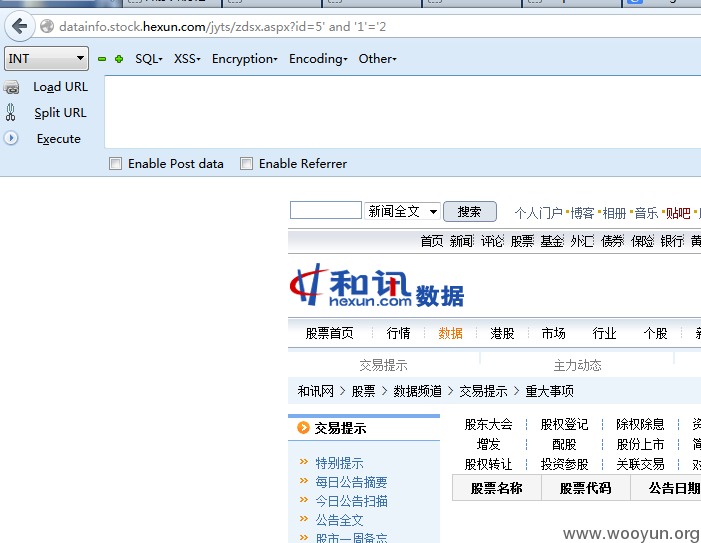 datainfo.stock.hexun.com/jyts/zdsx.aspx?id=5' and '1'='2
INT SQL- XSS- Encryption- Encoding- Other-
Load URL
Split URL
Execute
Enable Post data Enable Referrer
新闻全文 搜索 个人门户 博客 相册 音乐 贴吧
首页 新闻 评论 股票 基金 外汇 债券 保险 银行 黄
和讯 数据
hexun.com
股票首页 行情 数据 港股 市场 行业 个股
交易提示 主力动态
和讯网 > 股票 > 数据频道 > 交易提示 > 重大事项
交易提示
股东大会 股权登记 除权除息
增发 配股 股份上市
股权转让 投资参股 关联交易
股票名称 股票代码 公告日期
特别提示
每日公告摘要
今日公告扫描
公告全文
股市一周备忘
www.wooyun.org